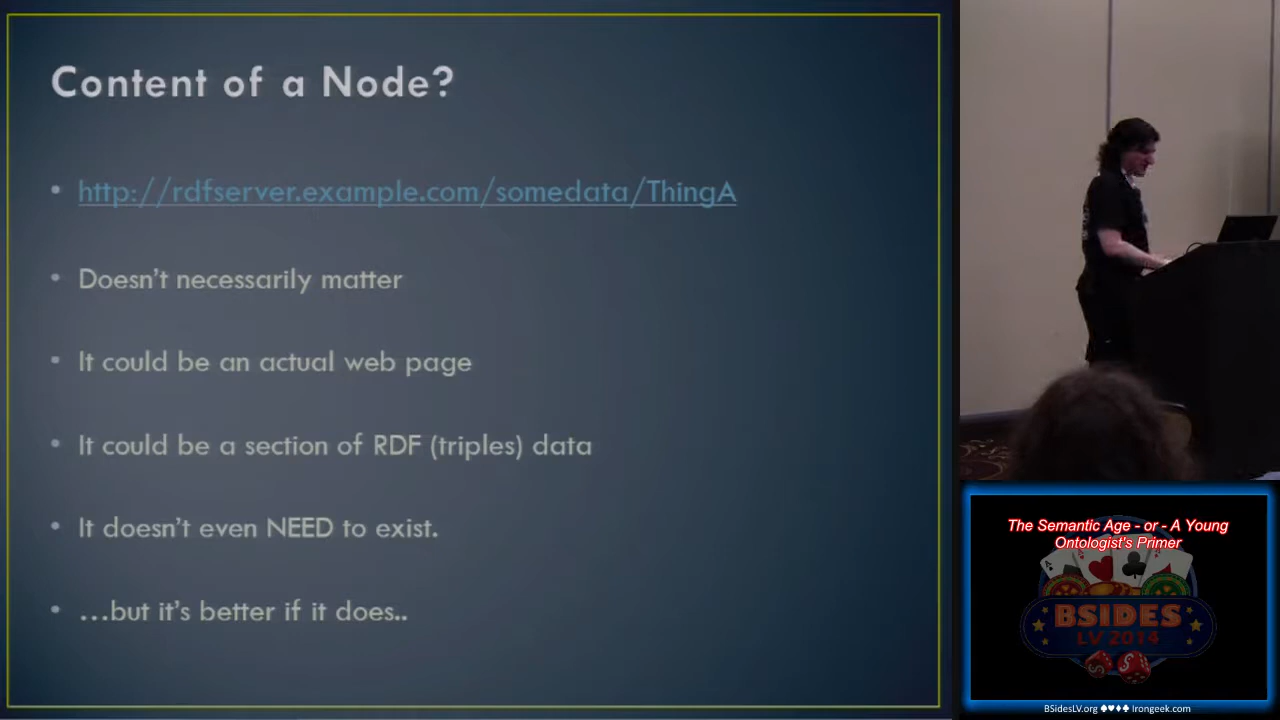 Content of a Node?
• http://rdfserver.example.com/somedata/ThingA
• Doesn't necessarily matter
• It could be an actual web page
• It could be a section of RDF (triples) data
• It doesn't even NEED to exist.
• …but it's better if it does..
The Semantic Age - or - A Young
Ontologist's Primer
BSIDES
LV 2014
BSidesLV.org ♠♥♦♣ Irongeek.com